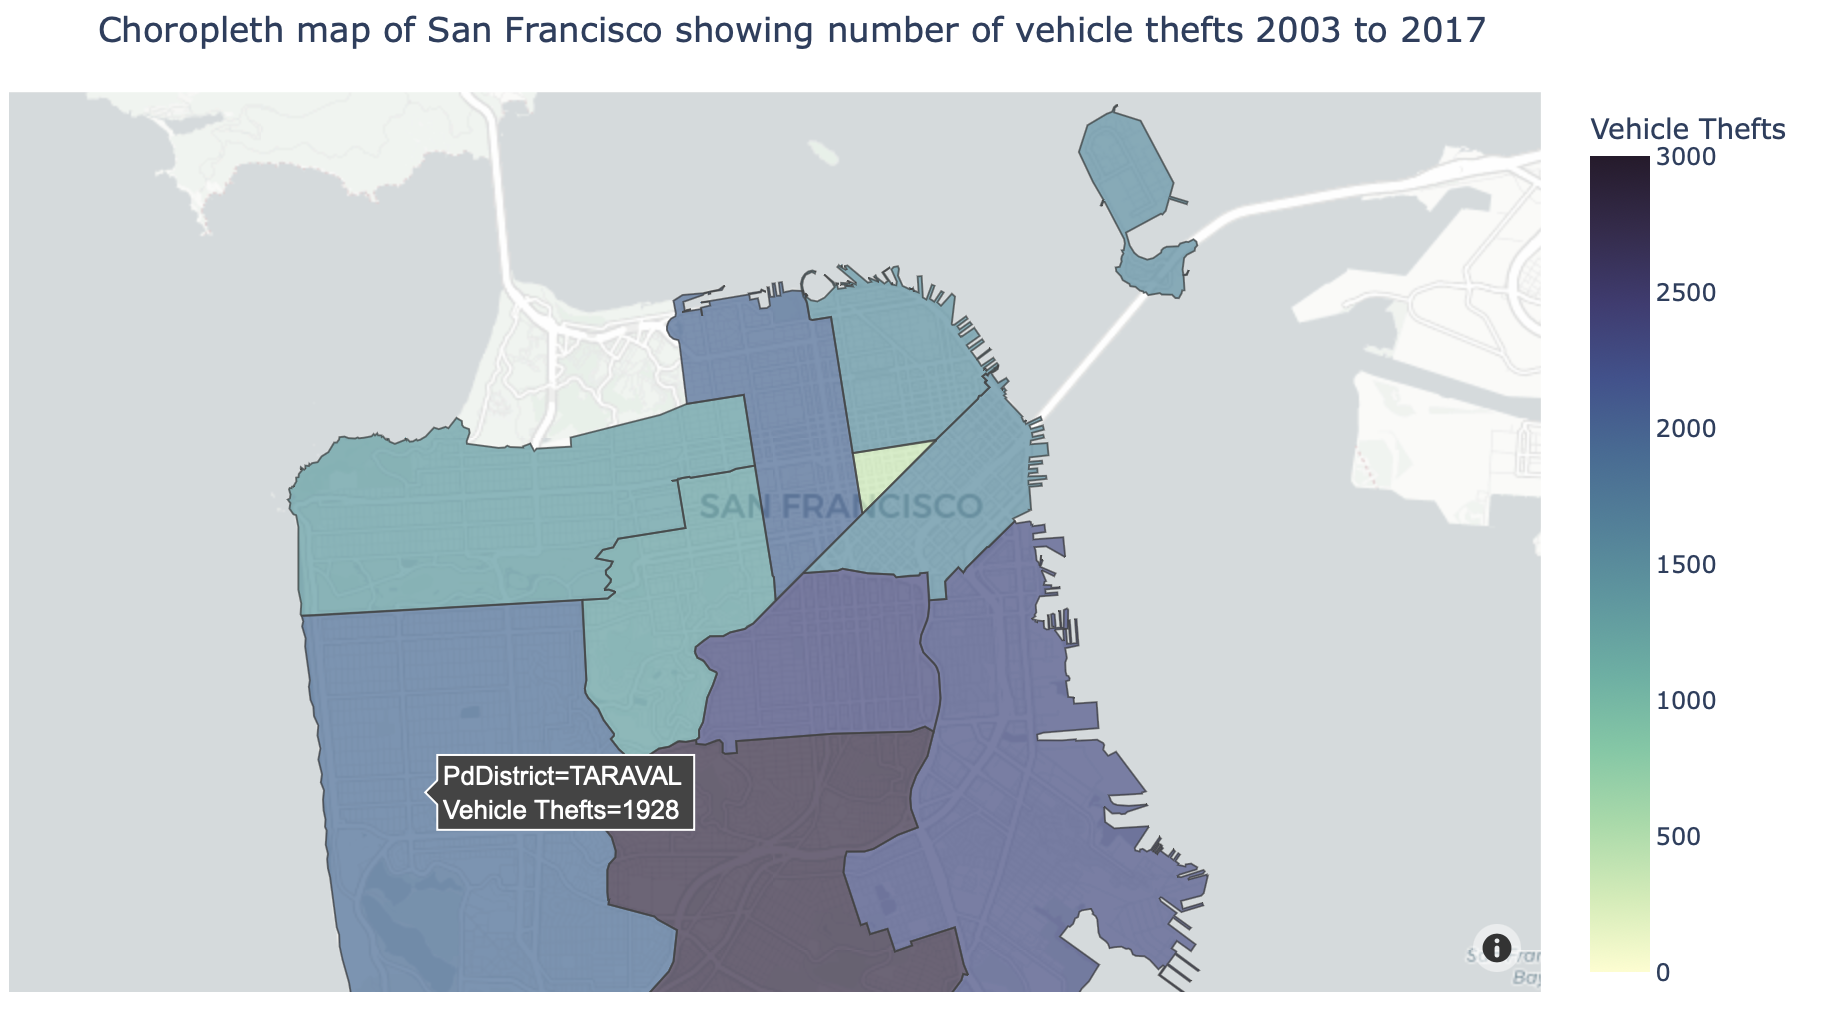 Choropleth map of San Francisco showing number of vehicle thefts 2003 to 2017
Vehicle Thefts
3000
2500
2000
1500
1000
500
0
SAN FRANCISCO
PdDistrict=TARAVAL
Vehicle Thefts=1928
Bay